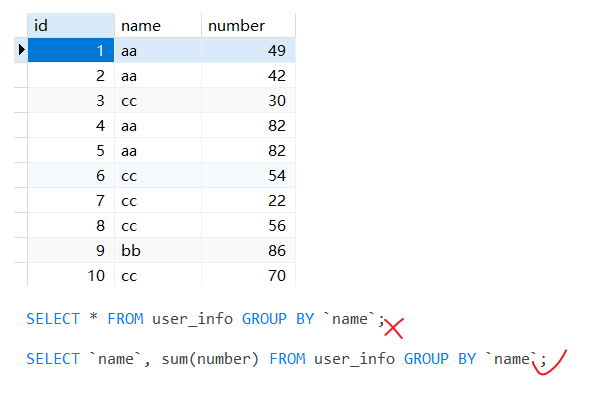 id name number
1 aa 49
2 aa 42
3 cc 30
4 aa 82
5 aa 82
6 cc 54
7 cc 22
8 cc 56
9 bb 86
10 cc 70
SELECT * FROM user_info GROUP BY `name`;
SELECT `name`, sum(number) FROM user_info GROUP BY `name`;